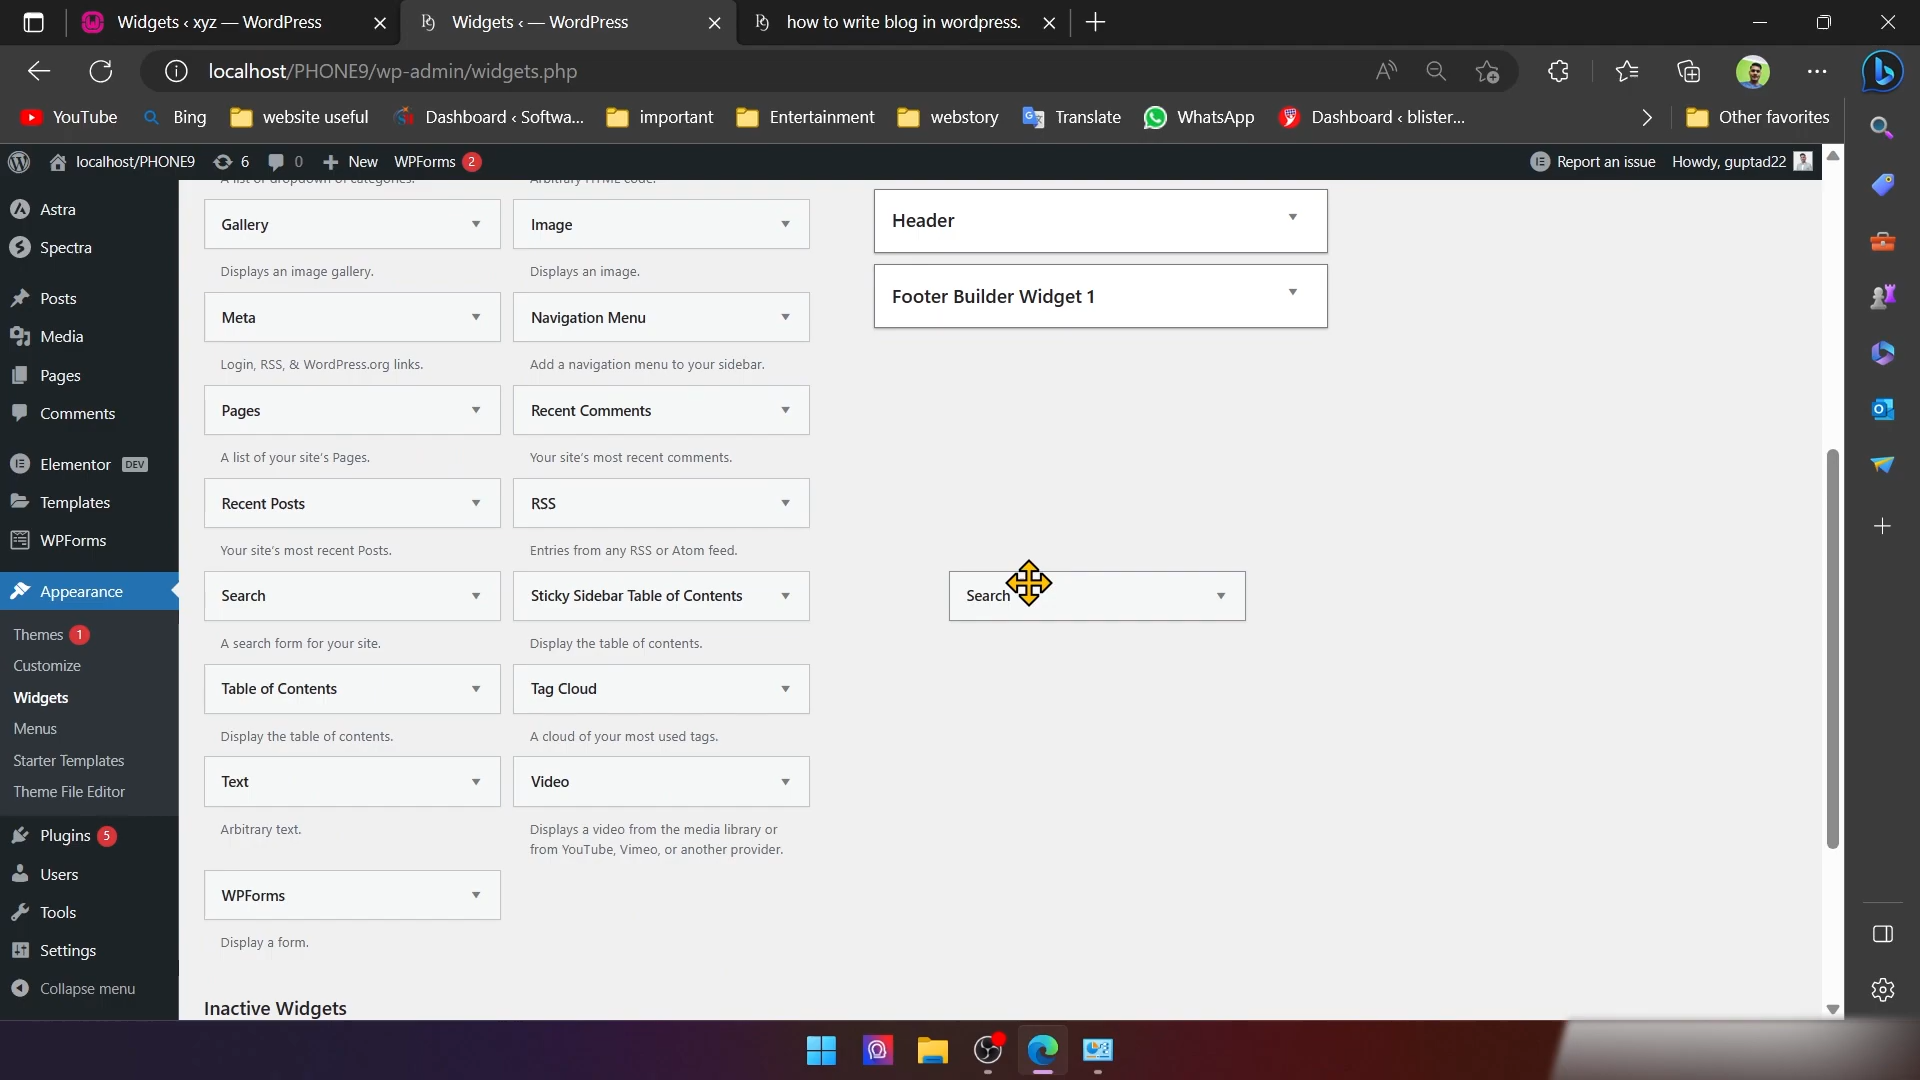 Widgets ‹ xyz — WordPress
Widgets ‹ — WordPress
how to write blog in wordpress.
localhost/PHONE9/wp-admin/widgets.php
YouTube
Bing
website useful
Dashboard ‹ Softwa...
important
Entertainment
webstory
Translate
WhatsApp
Dashboard ‹ blister...
Other favorites
localhost/PHONE9
6
0
New
WPForms 2
Report an issue
Howdy, guptad22
Astra
Spectra
Posts
Media
Pages
Comments
Elementor DEV
Templates
WPForms
Appearance
Themes 1
Customize
Widgets
Menus
Starter Templates
Theme File Editor
Plugins 5
Users
Tools
Settings
Collapse menu
A list or dropdown of categories.
Arbitrary HTML code.
Gallery
Displays an image gallery.
Image
Displays an image.
Meta
Login, RSS, & WordPress.org links.
Navigation Menu
Add a navigation menu to your sidebar.
Pages
A list of your site's Pages.
Recent Comments
Your site's most recent comments.
Recent Posts
Your site's most recent Posts.
RSS
Entries from any RSS or Atom feed.
Search
A search form for your site.
Sticky Sidebar Table of Contents
Display the table of contents.
Table of Contents
Display the table of contents.
Tag Cloud
A cloud of your most used tags.
Text
Arbitrary text.
Video
Displays a video from the media library or
from YouTube, Vimeo, or another provider.
WPForms
Display a form.
Inactive Widgets
Header
Footer Builder Widget 1
Search